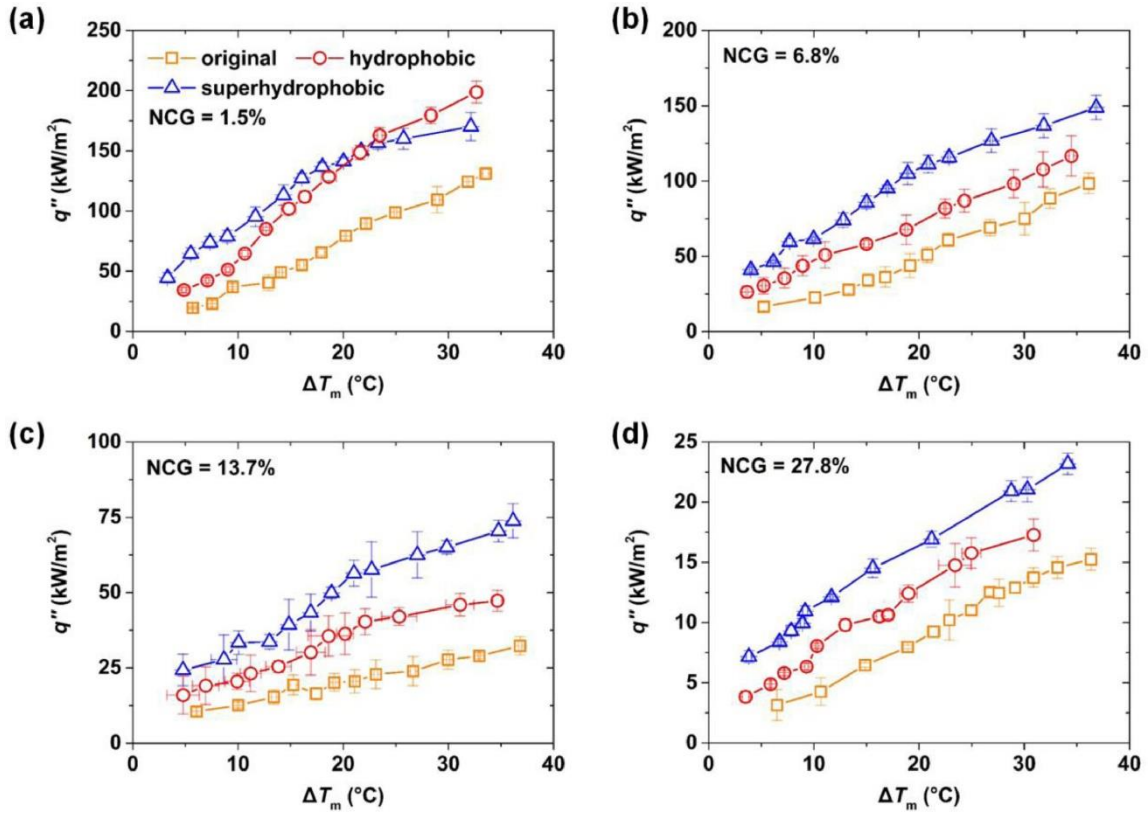 (a)
250
200
150
100
50
0
original
hydrophobic
superhydrophobic
NCG = 1.5%
q″ (kW/m²)
0 10 20 30 40
ΔTm (°C)
(b)
200
150
100
50
0
NCG = 6.8%
q″ (kW/m²)
0 10 20 30 40
ΔTm (°C)
(c)
100
75
50
25
0
NCG = 13.7%
q″ (kW/m²)
0 10 20 30 40
ΔTm (°C)
(d)
25
20
15
10
5
0
NCG = 27.8%
q″ (kW/m²)
0 10 20 30 40
ΔTm (°C)